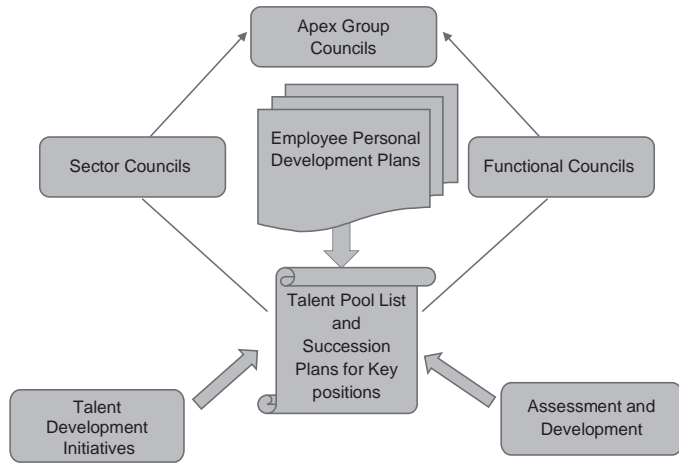 Apex Group
Councils
Employee Personal
Development Plans
Sector Councils
Functional Councils
Talent Pool List
and
Succession
Plans for Key
positions
Talent
Development
Initiatives
Assessment and
Development